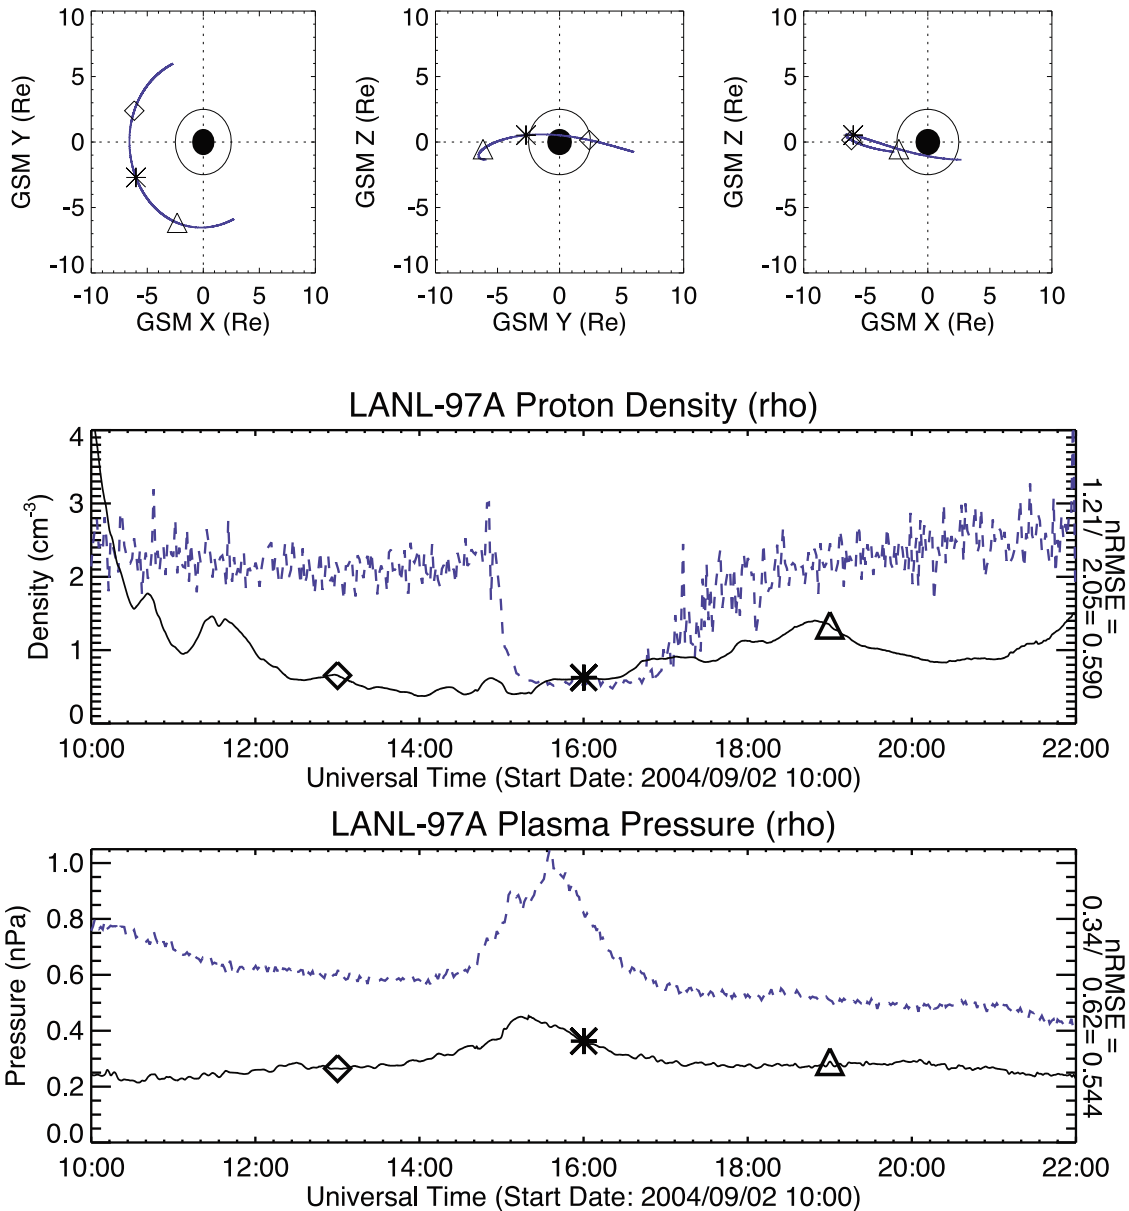 10
5
0
-5
-10
GSM Y (Re)
-10 -5 0 5 10
GSM X (Re)
10
5
0
-5
-10
GSM Z (Re)
-10 -5 0 5 10
GSM Y (Re)
10
5
0
-5
-10
GSM Z (Re)
-10 -5 0 5 10
GSM X (Re)
LANL-97A Proton Density (rho)
4
3
2
1
0
Density (cm-3)
10:00 12:00 14:00 16:00 18:00 20:00 22:00
Universal Time (Start Date: 2004/09/02 10:00)
nRMSE =
1.21/ 2.05= 0.590
LANL-97A Plasma Pressure (rho)
1.0
0.8
0.6
0.4
0.2
0.0
Pressure (nPa)
10:00 12:00 14:00 16:00 18:00 20:00 22:00
Universal Time (Start Date: 2004/09/02 10:00)
nRMSE =
0.34/ 0.62= 0.544